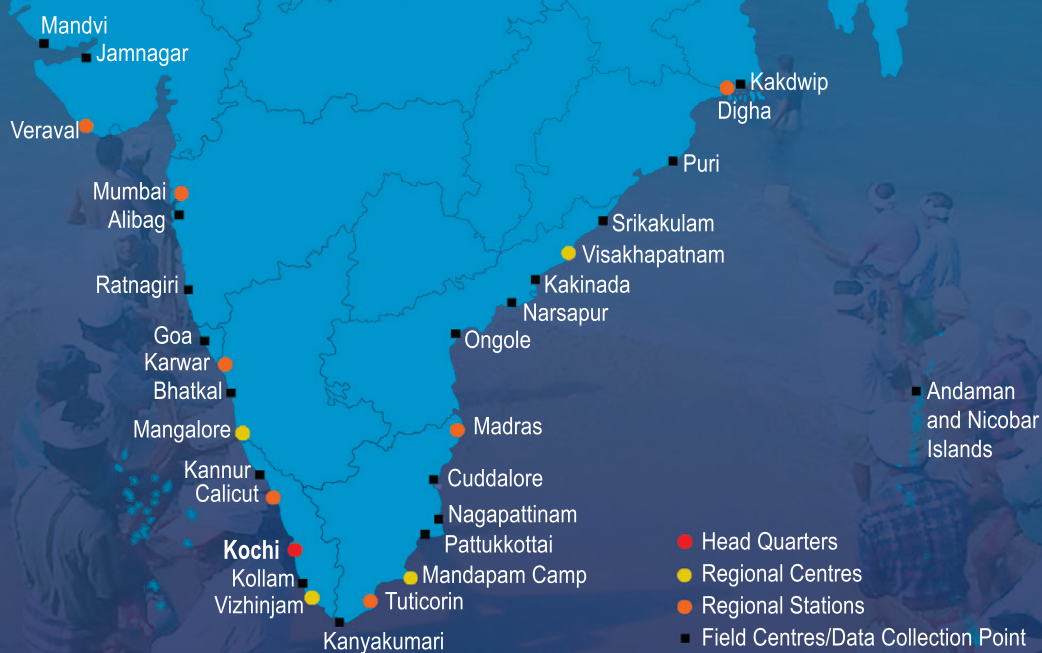 Mandvi
Jamnagar
Kakdwip
Digha
Veraval
Puri
Mumbai
Alibag
Srikakulam
Visakhapatnam
Ratnagiri
Kakinada
Narsapur
Goa
Ongole
Karwar
Bhatkal
Andaman
and Nicobar
Islands
Mangalore
Madras
Kannur
Cuddalore
Calicut
Nagapattinam
Pattukkottai
Kochi
Kollam
Mandapam Camp
Vizhinjam
Tuticorin
Kanyakumari
Head Quarters
Regional Centres
Regional Stations
Field Centres/Data Collection Point